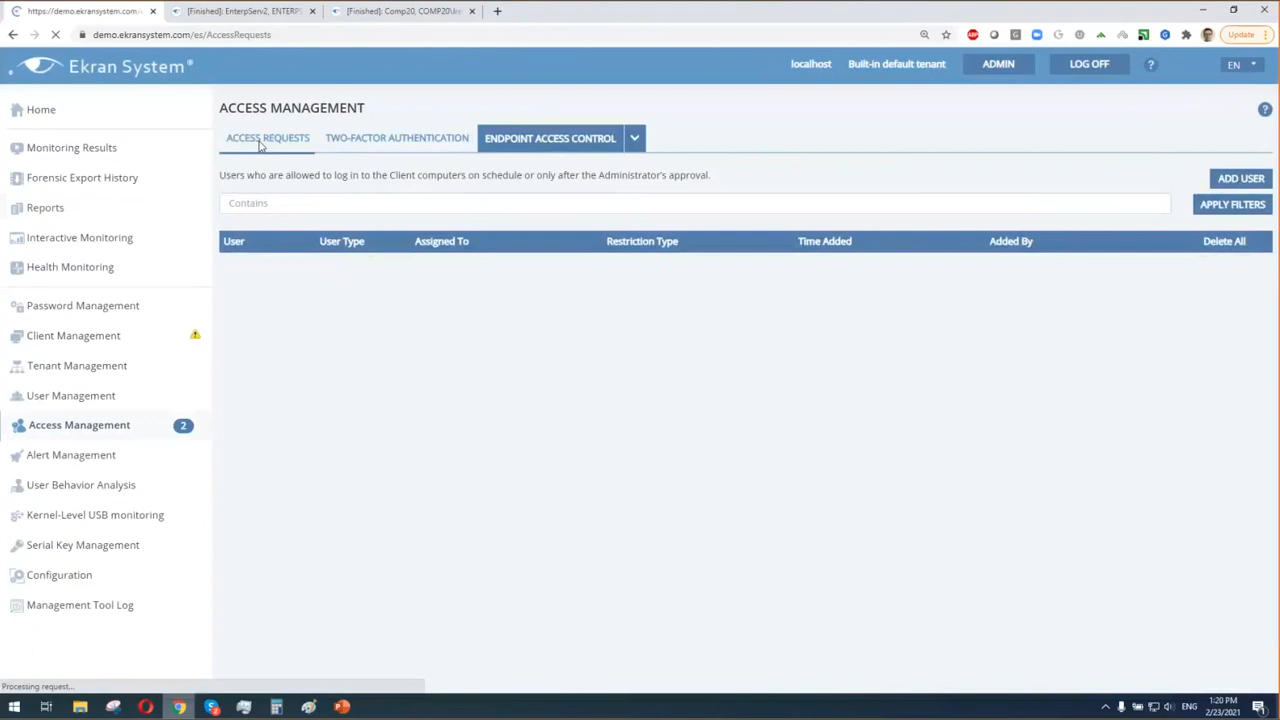 https://demo.ekransystem.com/
[Finished]: EnterpServ2, ENTERPS
[Finished]: Comp20, COMP20\
demo.ekransystem.com/es/AccessRequests
Update
Ekran System®
localhost
Built-in default tenant
ADMIN
LOG OFF
?
EN
Home
Monitoring Results
Forensic Export History
Reports
Interactive Monitoring
Health Monitoring
Password Management
Client Management
Tenant Management
User Management
Access Management
2
Alert Management
User Behavior Analysis
Kernel-Level USB monitoring
Serial Key Management
Configuration
Management Tool Log
ACCESS MANAGEMENT
?
ACCESS REQUESTS
TWO-FACTOR AUTHENTICATION
ENDPOINT ACCESS CONTROL
Users who are allowed to log in to the Client computers on schedule or only after the Administrator's approval.
ADD USER
Contains
APPLY FILTERS
User
User Type
Assigned To
Restriction Type
Time Added
Added By
Delete All
Processing request...
ENG
1:20 PM
2/23/2021